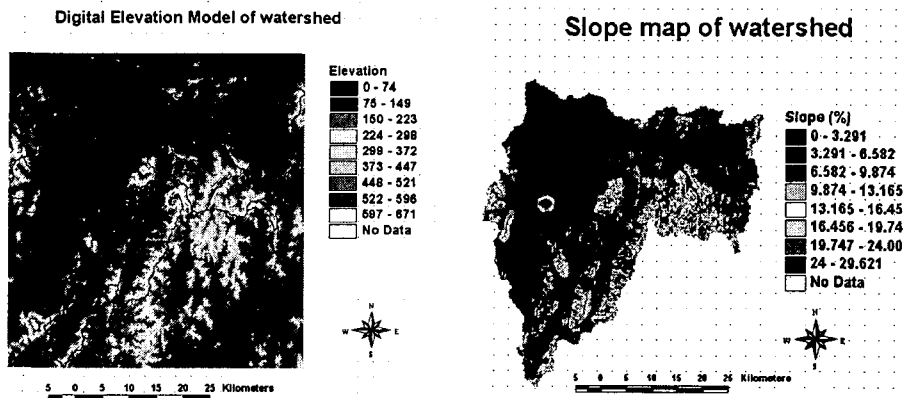 Digital Elevation Model of watershed
Elevation
0 - 74
75 - 149
150 - 223
224 - 298
299 - 372
373 - 447
448 - 521
522 - 596
597 - 671
No Data
N
W E
S
5 0 5 10 15 20 25 Kilometers
Slope map of watershed
Slope (%)
0 - 3.291
3.291 - 6.582
6.582 - 9.874
9.874 - 13.165
13.165 - 16.45
16.456 - 19.74
19.747 - 24.00
24 - 29.621
No Data
N
W E
S
5 0 5 10 15 20 25 Kilometers